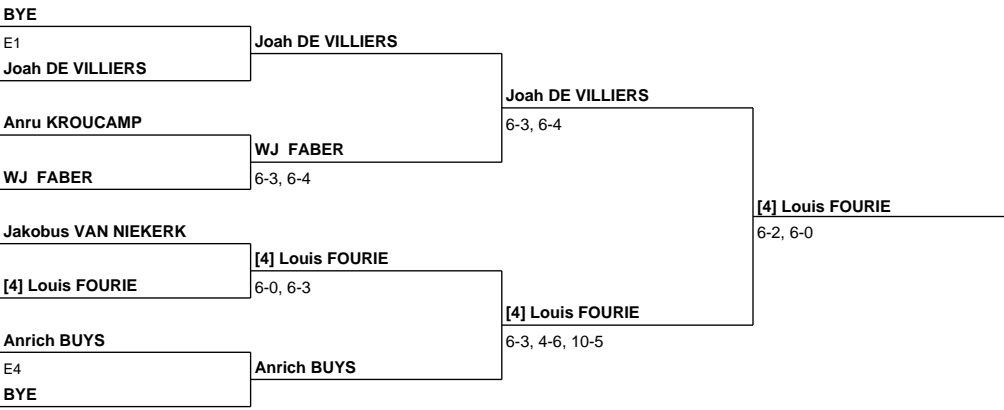 BYE
E1
Joah DE VILLIERS
Anru KROUCAMP
WJ FABER
Jakobus VAN NIEKERK
[4] Louis FOURIE
Anrich BUYS
E4
BYE
Joah DE VILLIERS
WJ FABER
6-3, 6-4
[4] Louis FOURIE
6-0, 6-3
Anrich BUYS
Joah DE VILLIERS
6-3, 6-4
[4] Louis FOURIE
6-3, 4-6, 10-5
[4] Louis FOURIE
6-2, 6-0